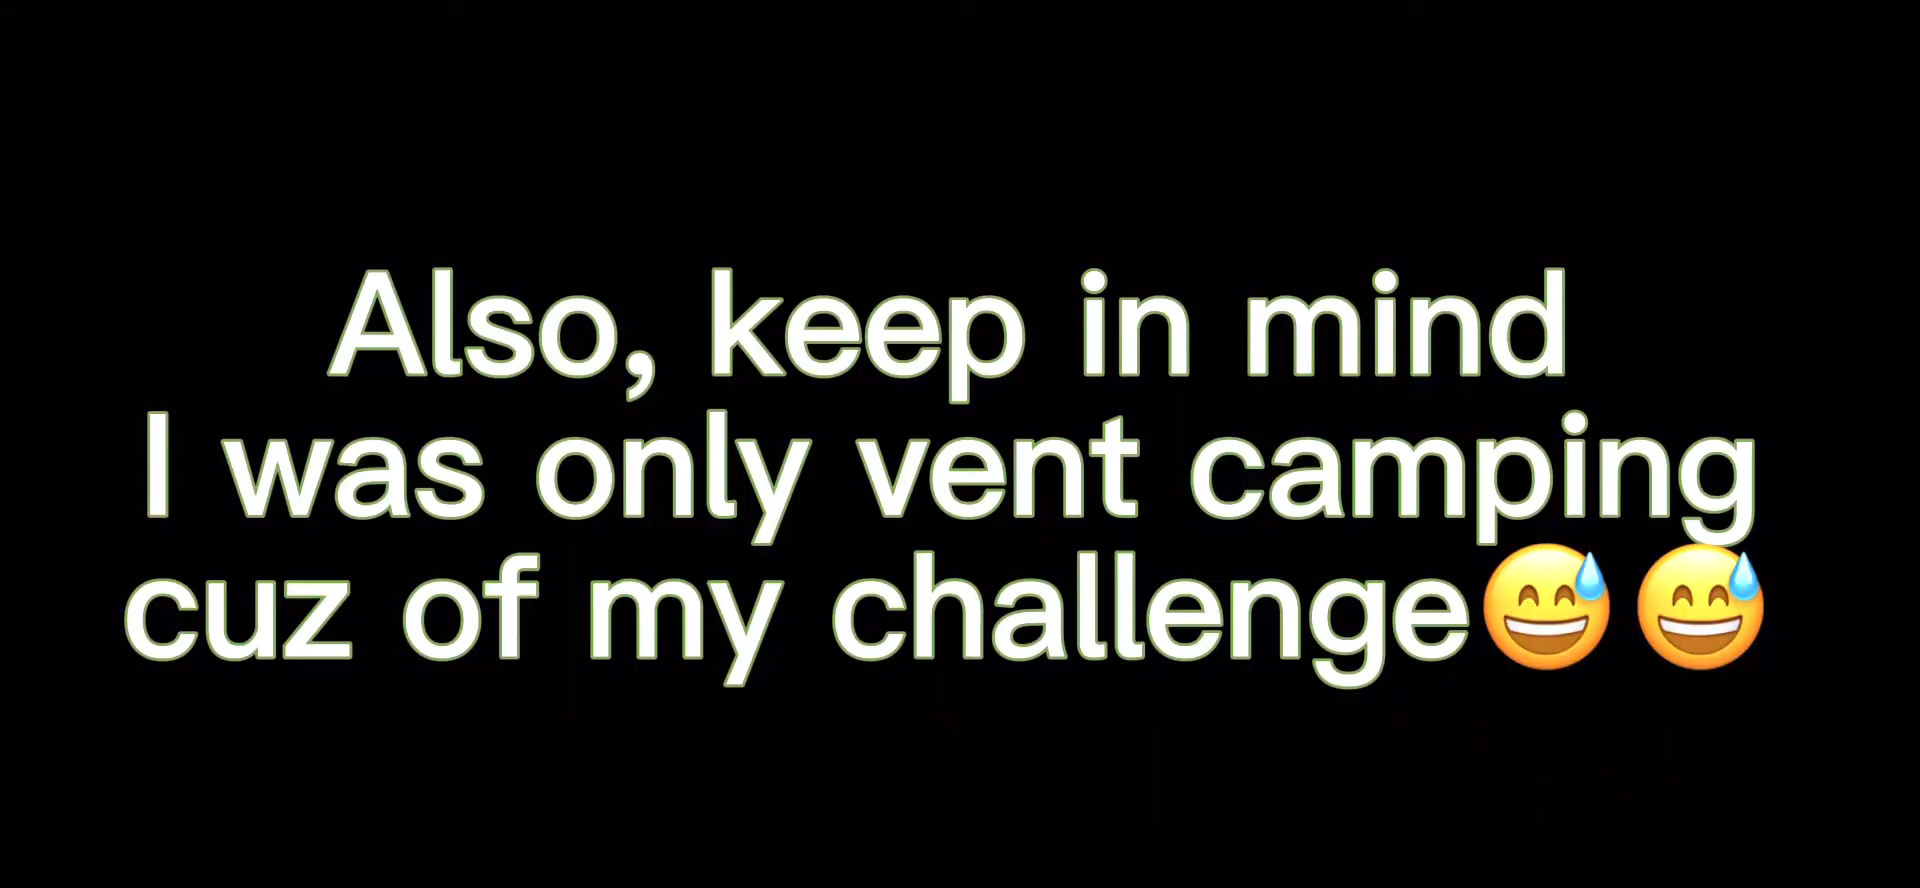 Also, keep in mind
I was only vent camping
cuz of my challenge😅😅